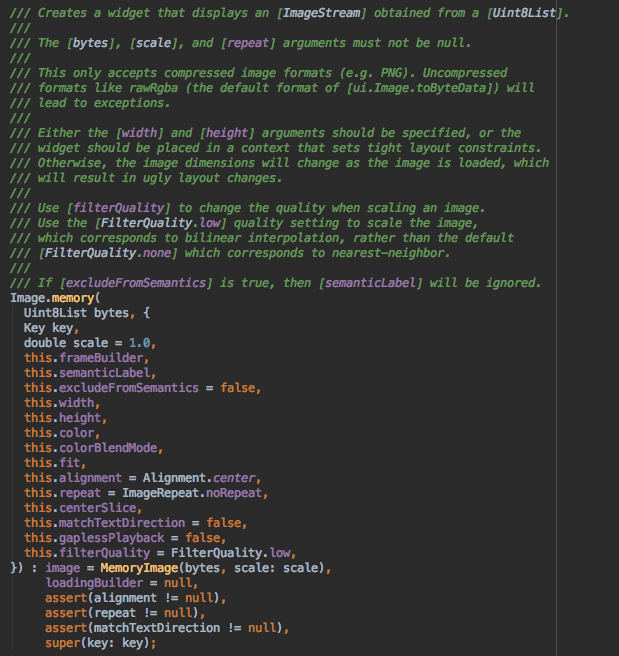 /// Creates a widget that displays an [ImageStream] obtained from a [Uint8List].
///
/// The [bytes], [scale], and [repeat] arguments must not be null.
///
/// This only accepts compressed image formats (e.g. PNG). Uncompressed
/// formats like rawRgba (the default format of [ui.Image.toByteData]) will
/// lead to exceptions.
///
/// Either the [width] and [height] arguments should be specified, or the
/// widget should be placed in a context that sets tight layout constraints.
/// Otherwise, the image dimensions will change as the image is loaded, which
/// will result in ugly layout changes.
///
/// Use [filterQuality] to change the quality when scaling an image.
/// Use the [FilterQuality.low] quality setting to scale the image,
/// which corresponds to bilinear interpolation, rather than the default
/// [FilterQuality.none] which corresponds to nearest-neighbor.
///
/// If [excludeFromSemantics] is true, then [semanticLabel] will be ignored.
Image.memory(
  Uint8List bytes, {
  Key key,
  double scale = 1.0,
  this.frameBuilder,
  this.semanticLabel,
  this.excludeFromSemantics = false,
  this.width,
  this.height,
  this.color,
  this.colorBlendMode,
  this.fit,
  this.alignment = Alignment.center,
  this.repeat = ImageRepeat.noRepeat,
  this.centerSlice,
  this.matchTextDirection = false,
  this.gaplessPlayback = false,
  this.filterQuality = FilterQuality.low,
}) : image = MemoryImage(bytes, scale: scale),
     loadingBuilder = null,
     assert(alignment != null),
     assert(repeat != null),
     assert(matchTextDirection != null),
     super(key: key);